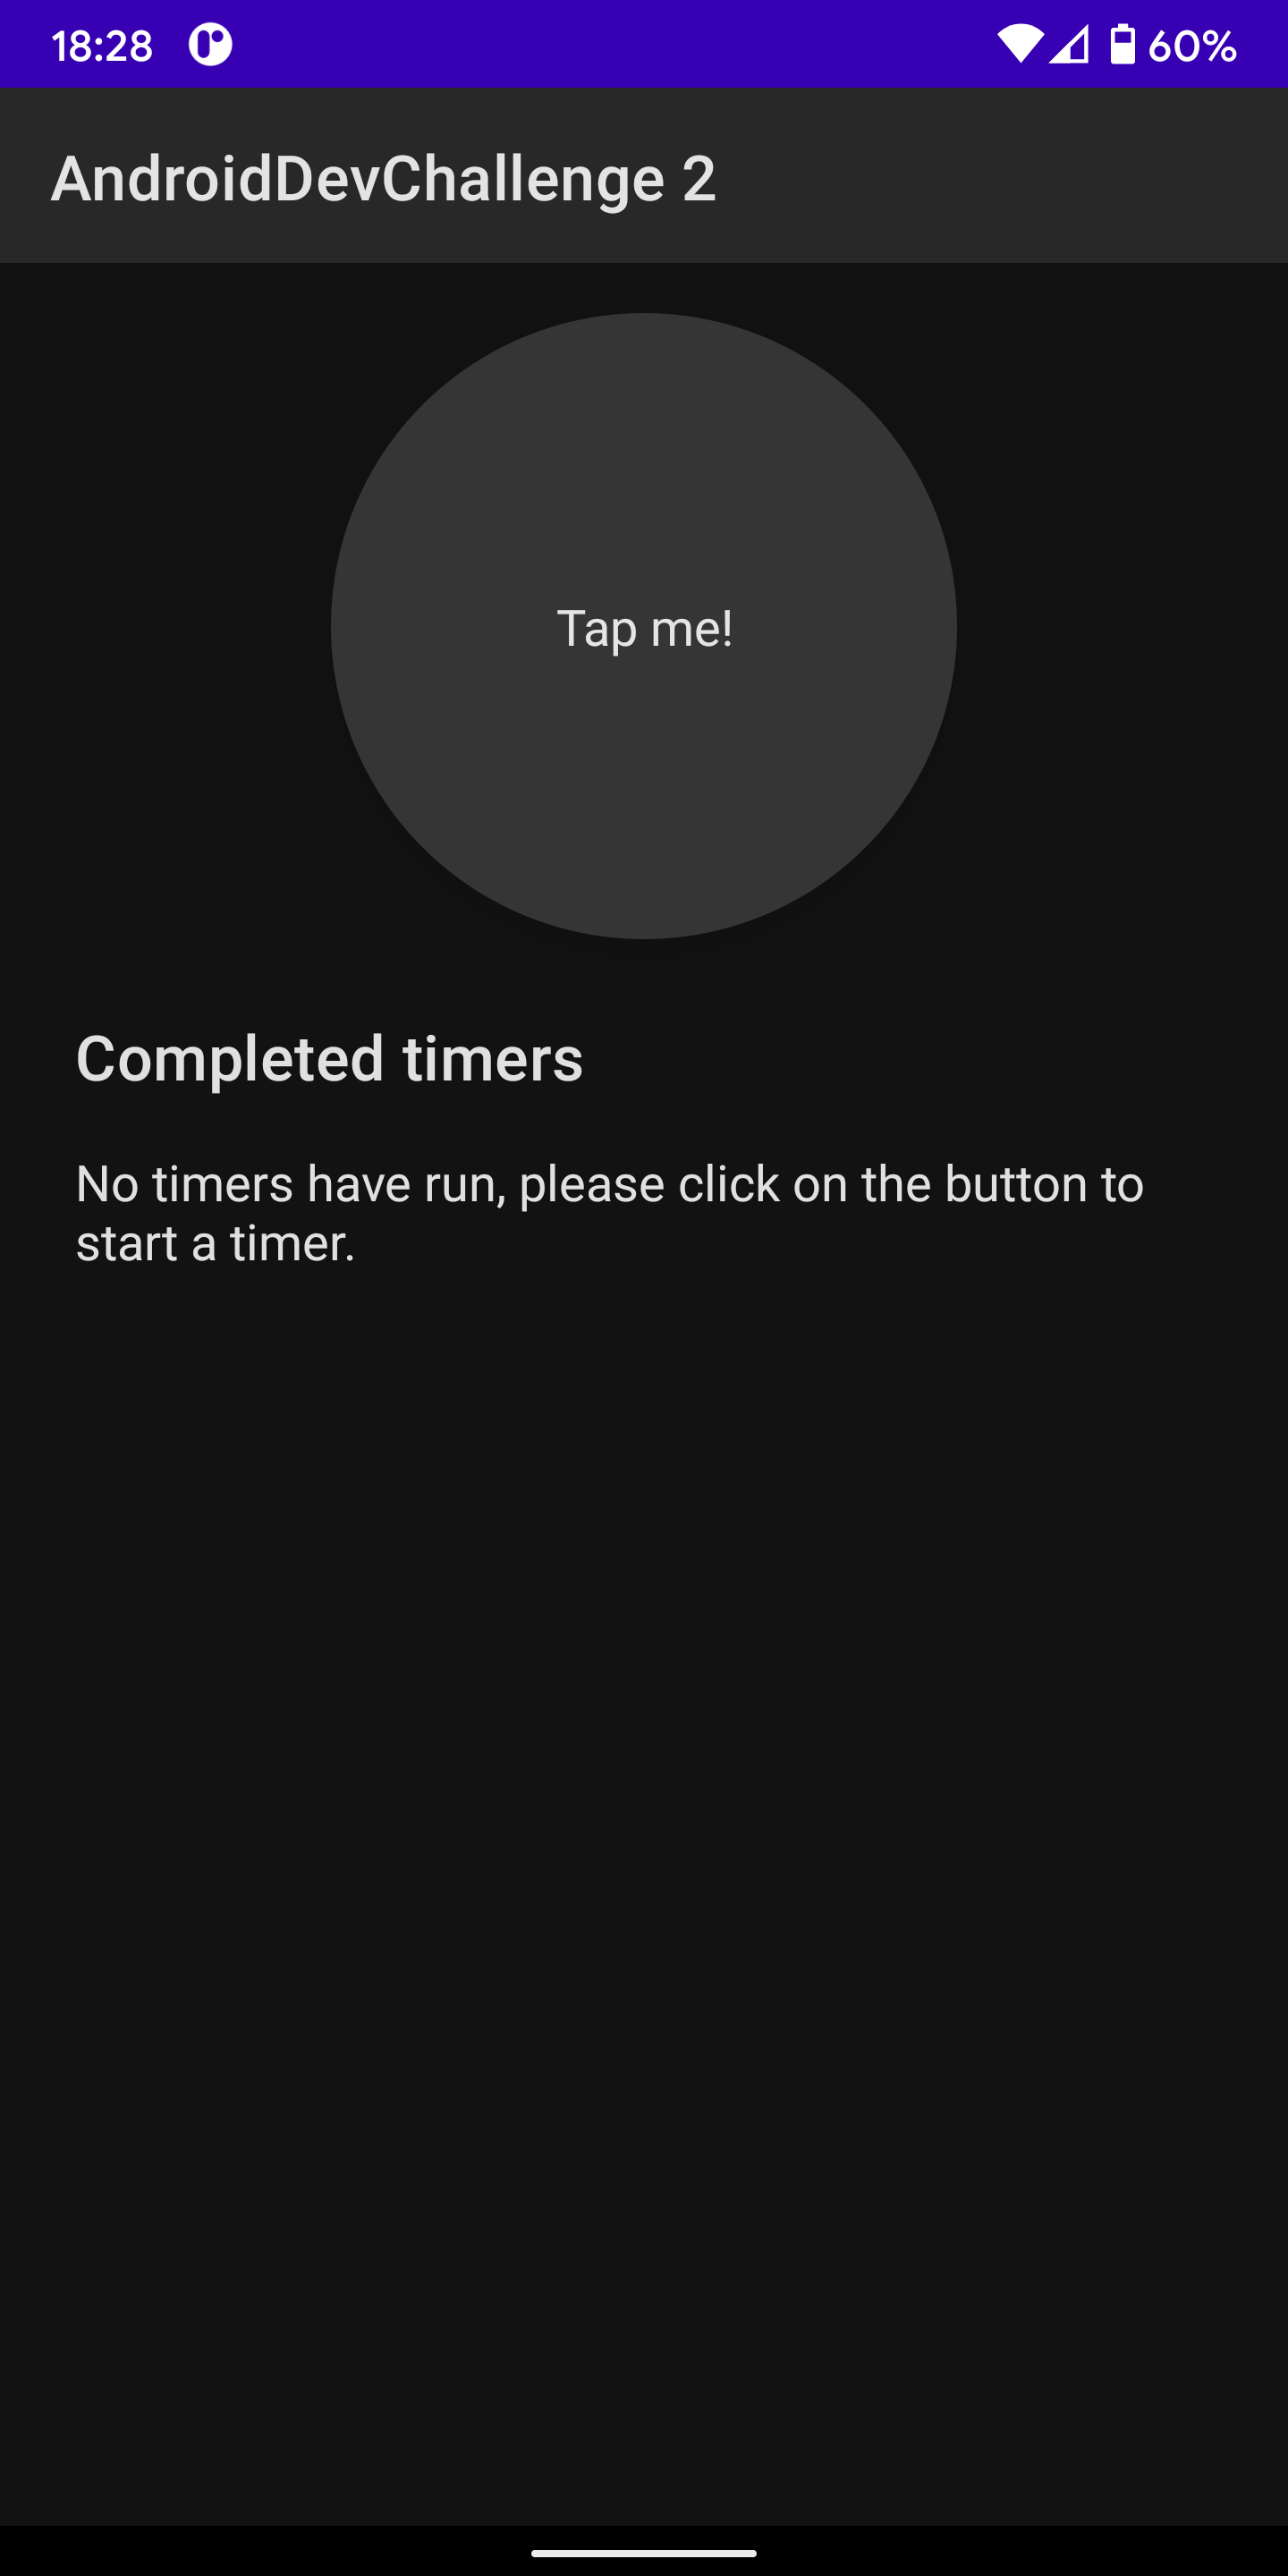 18:28 60%
AndroidDevChallenge 2
Tap me!
Completed timers
No timers have run, please click on the button to
start a timer.